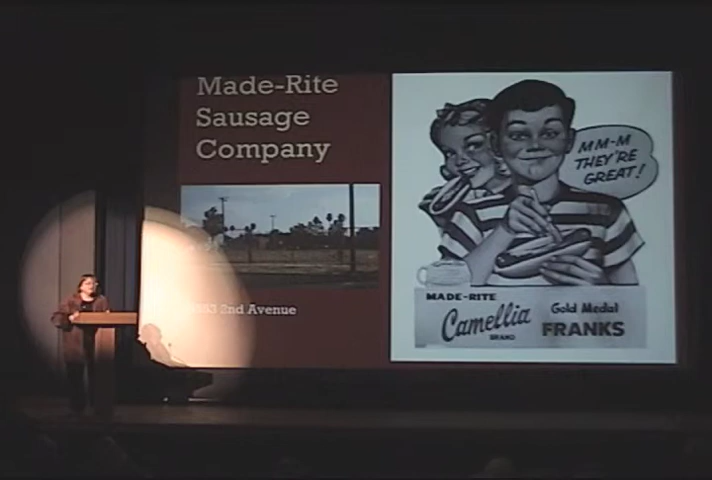 Made-Rite
Sausage
Company
2nd Avenue
MM-M
THEY'RE
GREAT!
MADE-RITE
Camellia
BRAND
Gold Medal
FRANKS